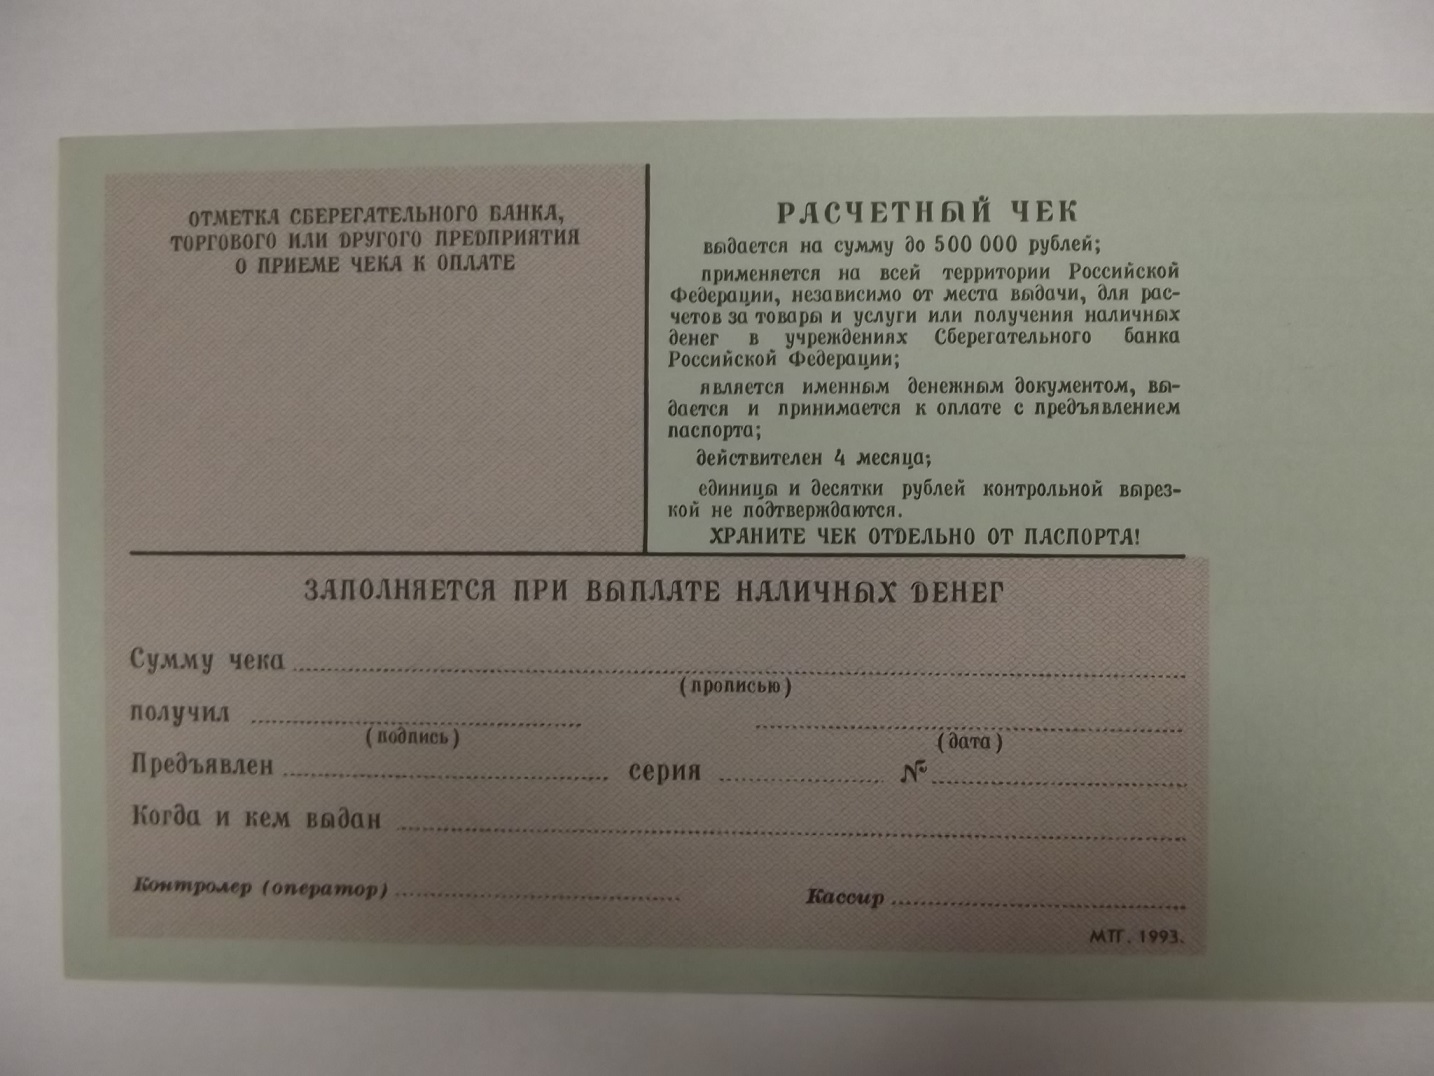 ОТМЕТКА СБЕРЕГАТЕЛЬНОГО БАНКА,
ТОРГОВОГО ИЛИ ДРУГОГО ПРЕДПРИЯТИЯ
О ПРИЕМЕ ЧЕКА К ОПЛАТЕ
РАСЧЕТНЫЙ ЧЕК
выдается на сумму до 500 000 рублей;
применяется на всей территории Российской
Федерации, независимо от места выдачи, для рас-
четов за товары и услуги или получения наличных
денег в учреждениях Сберегательного банка
Российской Федерации;
является именным денежным документом, вы-
дается и принимается к оплате с предъявлением
паспорта;
действителен 4 месяца;
единицы и десятки рублей контрольной вырез-
кой не подтверждаются.
ХРАНИТЕ ЧЕК ОТДЕЛЬНО ОТ ПАСПОРТА!
ЗАПОЛНЯЕТСЯ ПРИ ВЫПЛАТЕ НАЛИЧНЫХ ДЕНЕГ
Сумму чека
(прописью)
получил
(подпись) (дата)
Предъявлен серия №
Когда и кем выдан
Контролер (оператор) Кассир
МТГ. 1993.